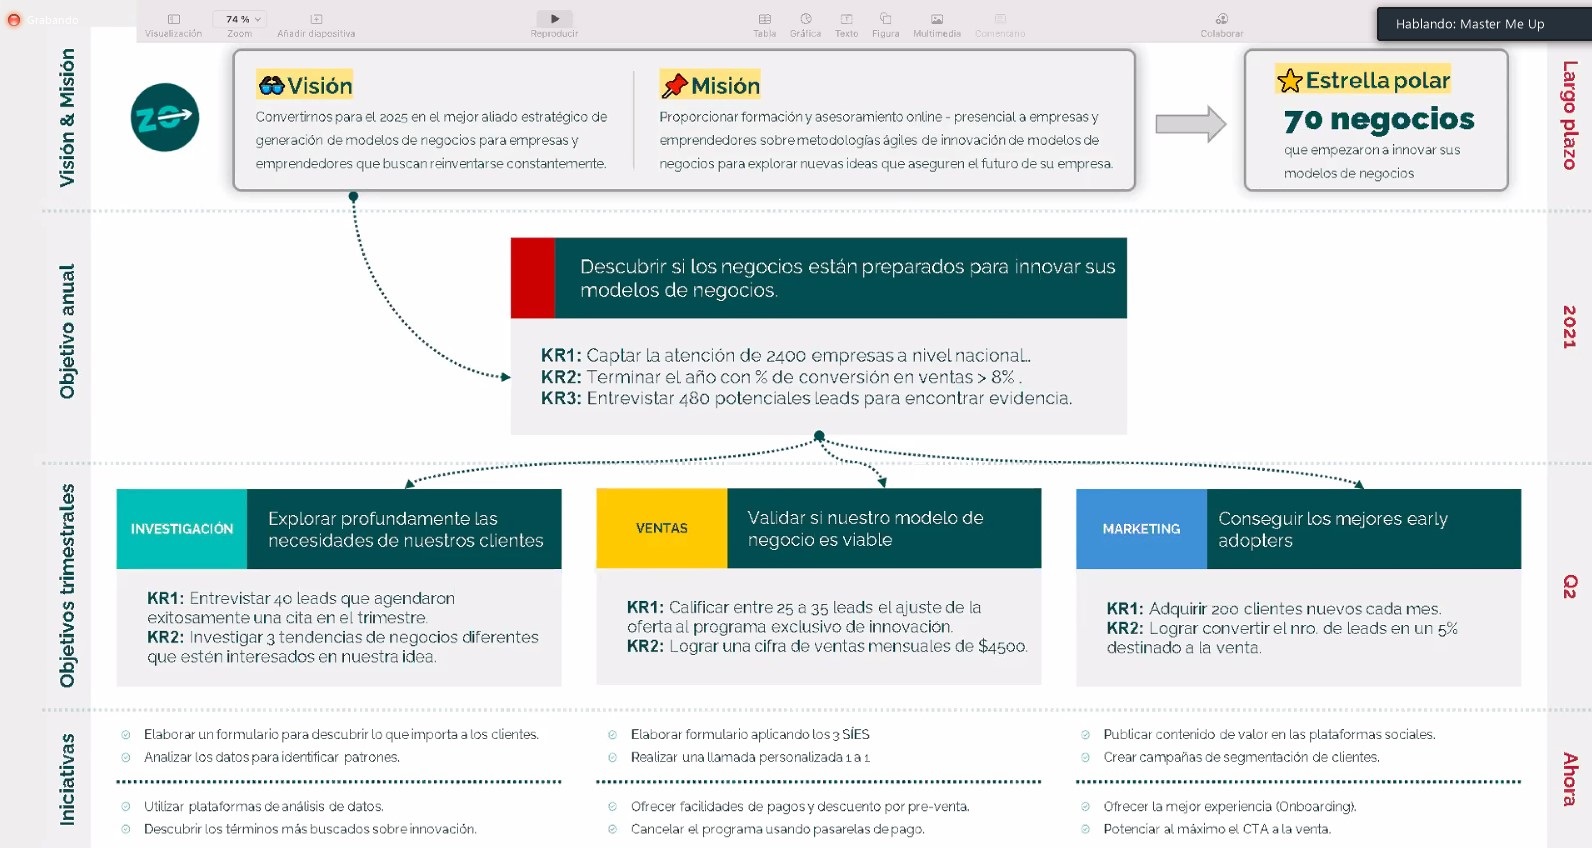 Grabando
74 %
Visualización
Zoom
Añadir diapositiva
Reproducir
Tabla
Gráfica
Texto
Figura
Multimedia
Comentario
Colaborar
Hablando: Master Me Up
Visión & Misión
Largo plazo
ZO
Visión
Convertirnos para el 2025 en el mejor aliado estratégico de
generación de modelos de negocios para empresas y
emprendedores que buscan reinventarse constantemente.
Misión
Proporcionar formación y asesoramiento online - presencial a empresas y
emprendedores sobre metodologías ágiles de innovación de modelos de
negocios para explorar nuevas ideas que aseguren el futuro de su empresa.
Estrella polar
70 negocios
que empezaron a innovar sus
modelos de negocios
Objetivo anual
2021
Descubrir si los negocios están preparados para innovar sus
modelos de negocios.
KR1: Captar la atención de 2400 empresas a nivel nacional..
KR2: Terminar el año con % de conversión en ventas > 8% .
KR3: Entrevistar 480 potenciales leads para encontrar evidencia.
Objetivos trimestrales
Q2
INVESTIGACIÓN
Explorar profundamente las
necesidades de nuestros clientes
KR1: Entrevistar 40 leads que agendaron
exitosamente una cita en el trimestre.
KR2: Investigar 3 tendencias de negocios diferentes
que estén interesados en nuestra idea.
VENTAS
Validar si nuestro modelo de
negocio es viable
KR1: Calificar entre 25 a 35 leads el ajuste de la
oferta al programa exclusivo de innovación.
KR2: Lograr una cifra de ventas mensuales de $4500.
MARKETING
Conseguir los mejores early
adopters
KR1: Adquirir 200 clientes nuevos cada mes.
KR2: Lograr convertir el nro. de leads en un 5%
destinado a la venta.
Iniciativas
Ahora
Elaborar un formulario para descubrir lo que importa a los clientes.
Analizar los datos para identificar patrones.
Utilizar plataformas de análisis de datos.
Descubrir los términos más buscados sobre innovación.
Elaborar formulario aplicando los 3 SÍES
Realizar una llamada personalizada 1 a 1
Ofrecer facilidades de pagos y descuento por pre-venta.
Cancelar el programa usando pasarelas de pago.
Publicar contenido de valor en las plataformas sociales.
Crear campañas de segmentación de clientes.
Ofrecer la mejor experiencia (Onboarding).
Potenciar al máximo el CTA a la venta.